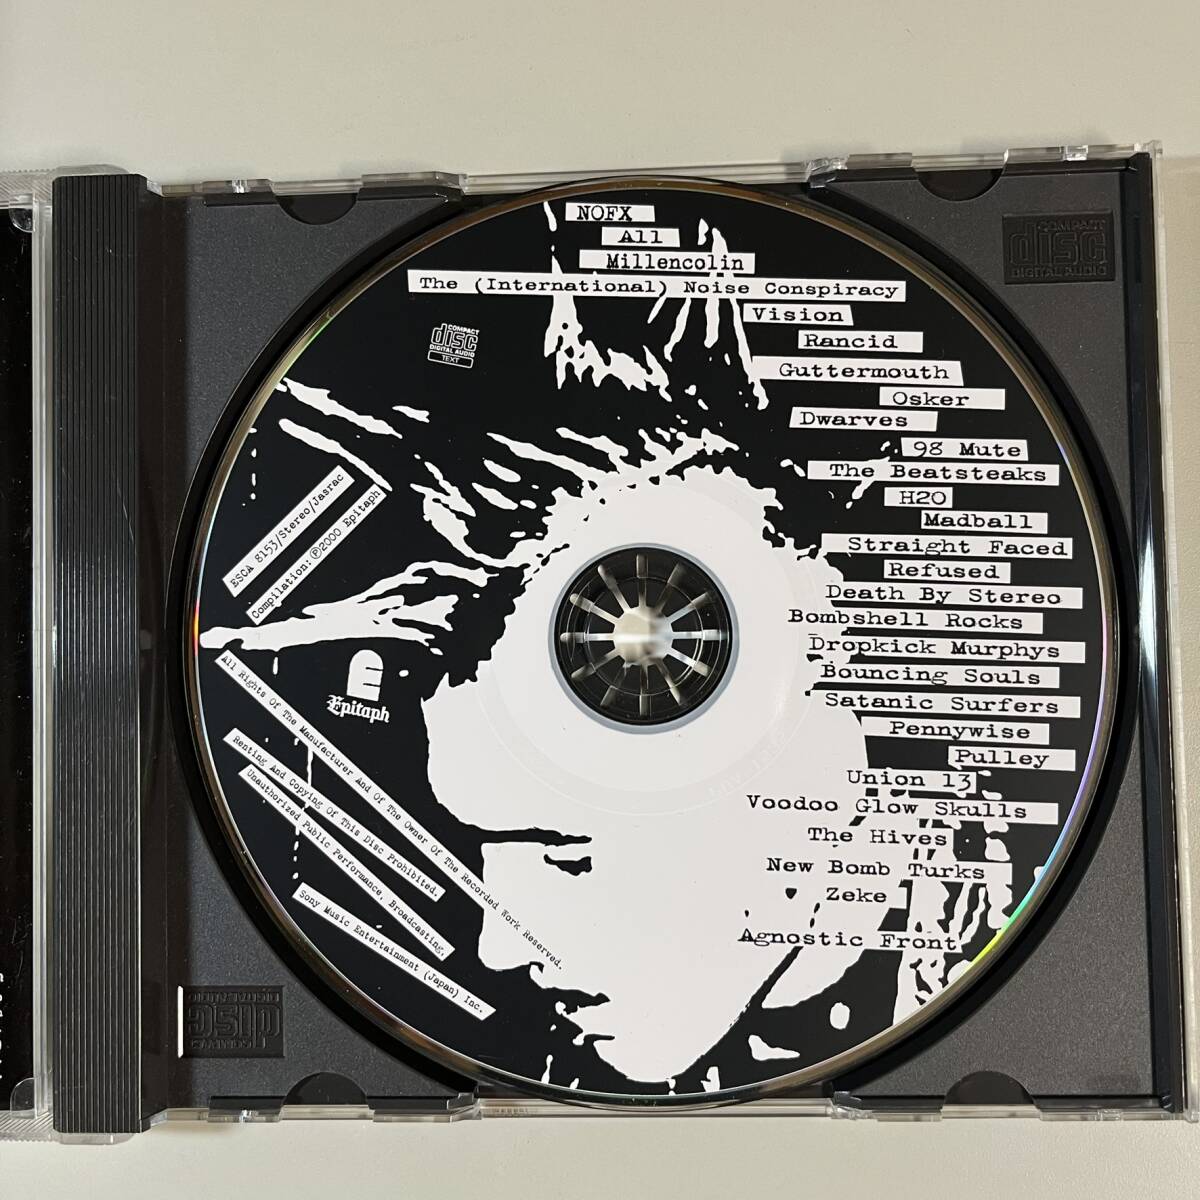 NOFX
All
Millencolin
The (International) Noise Conspiracy
Vision
Rancid
Guttermouth
Osker
Dwarves
98 Mute
The Beatsteaks
H2O
Madball
Straight Faced
Refused
Death By Stereo
Bombshell Rocks
Dropkick Murphys
Bouncing Souls
Satanic Surfers
Pennywise
Pulley
Union 13
Voodoo Glow Skulls
The Hives
New Bomb Turks
Zeke
Agnostic Front
COMPACT
disc
DIGITAL AUDIO
TEXT
ESCA 8153/Stereo/Jasrac
Compilation: ℗2000 Epitaph
Epitaph
All Rights Of The Manufacturer And Of The Owner Of The Recorded Work Reserved.
Renting And Copying Of This Disc Prohibited.
Unauthorized Public Performance, Broadcasting,
Sony Music Entertainment (Japan) Inc.
COMPACT
disc
DIGITAL AUDIO
COMPACT
disc
DIGITAL AUDIO